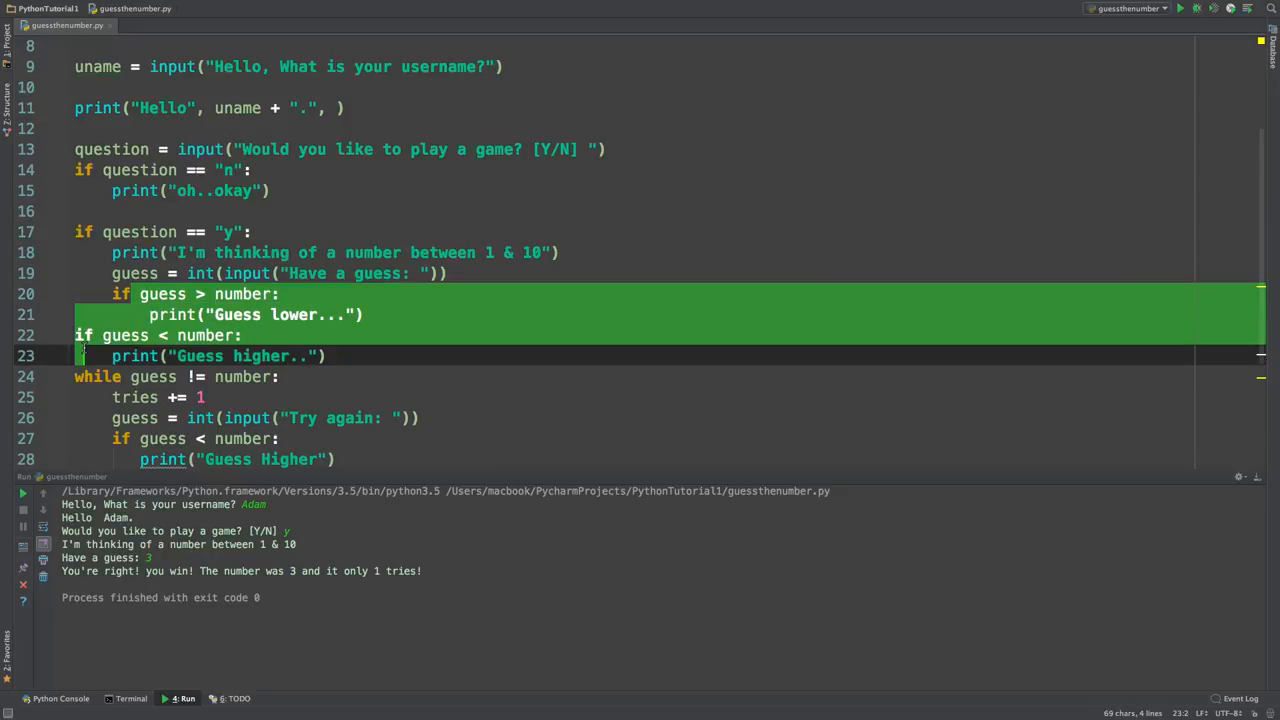 PythonTutorial1 guessthenumber.py guessthenumber
guessthenumber.py
1: Project
Z: Structure
Database
8
9 uname = input("Hello, What is your username?")
10
11 print("Hello", uname + ".", )
12
13 question = input("Would you like to play a game? [Y/N] ")
14 if question == "n":
15 print("oh..okay")
16
17 if question == "y":
18 print("I'm thinking of a number between 1 & 10")
19 guess = int(input("Have a guess: "))
20 if guess > number:
21 print("Guess lower...")
22 if guess < number:
23 print("Guess higher..")
24 while guess != number:
25 tries += 1
26 guess = int(input("Try again: "))
27 if guess < number:
28 print("Guess Higher")
Run guessthenumber
/Library/Frameworks/Python.framework/Versions/3.5/bin/python3.5 /Users/macbook/PycharmProjects/PythonTutorial1/guessthenumber.py
Hello, What is your username? Adam
Hello  Adam.
Would you like to play a game? [Y/N] y
I'm thinking of a number between 1 & 10
Have a guess: 3
You're right! you win! The number was 3 and it only 1 tries!
Process finished with exit code 0
2: Favorites
Python Console Terminal 4: Run 6: TODO Event Log
69 chars, 4 lines 23:2 LF÷ UTF-8÷